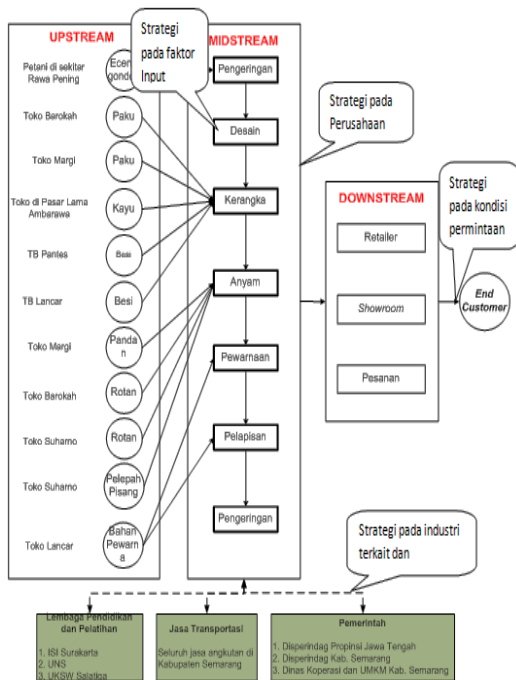 UPSTREAM
Petani di sekitar
Rawa Pening
Toko Barokah
Paku
Toko Margi
Paku
Toko di Pasar Lama
Ambarawa
Kayu
TB Pantes
Besi
TB Lancar
Besi
Toko Margi
Panda
n
Toko Barokah
Rotan
Toko Suharno
Rotan
Toko Suharno
Pelepah
Pisang
Toko Lancar
Bahan
Pewarn
a
Strategi
pada faktor
Input
MIDSTREAM
Pengeringan
Desain
Kerangka
Anyam
Pewarnaan
Pelapisan
Pengeringan
Strategi pada
Perusahaan
DOWNSTREAM
Retailer
Showroom
Pesanan
Strategi
pada kondisi
permintaan
End
Customer
Strategi pada industri
terkait dan
Lembaga Pendidikan
dan Pelatihan
1. ISI Surakarta
2. UNS
3. UKSW Salatiga
Jasa Transportasi
Seluruh jasa angkutan di
Kabupaten Semarang
Pemerintah
1. Disperindag Propinsi Jawa Tengah
2. Disperindag Kab. Semarang
3. Dinas Koperasi dan UMKM Kab. Semarang